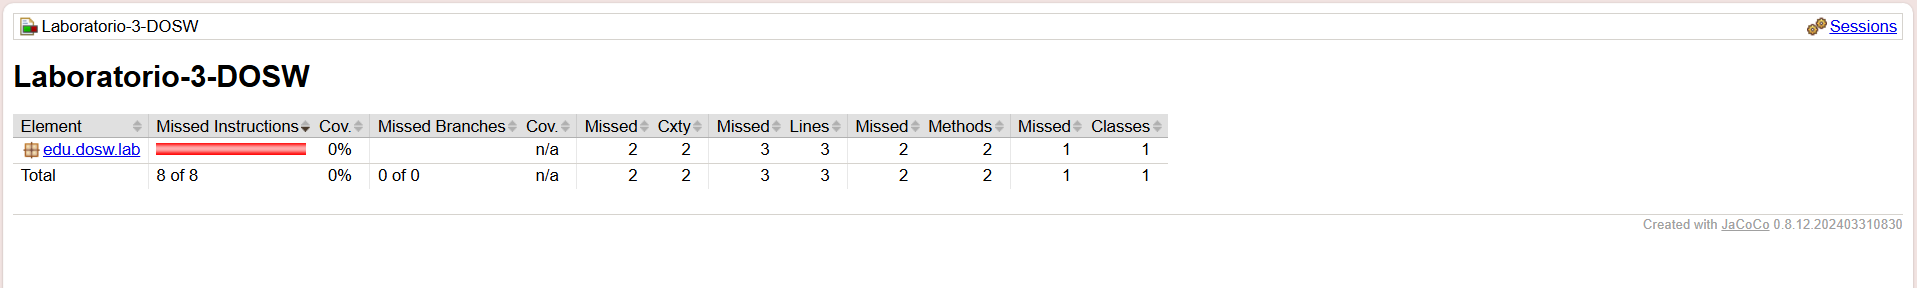 Laboratorio-3-DOSW Sessions
Laboratorio-3-DOSW
Element Missed Instructions Cov. Missed Branches Cov. Missed Cxty Missed Lines Missed Methods Missed Classes
edu.dosw.lab 0% n/a 2 2 3 3 2 2 1 1
Total 8 of 8 0% 0 of 0 n/a 2 2 3 3 2 2 1 1
Created with JaCoCo 0.8.12.202403310830